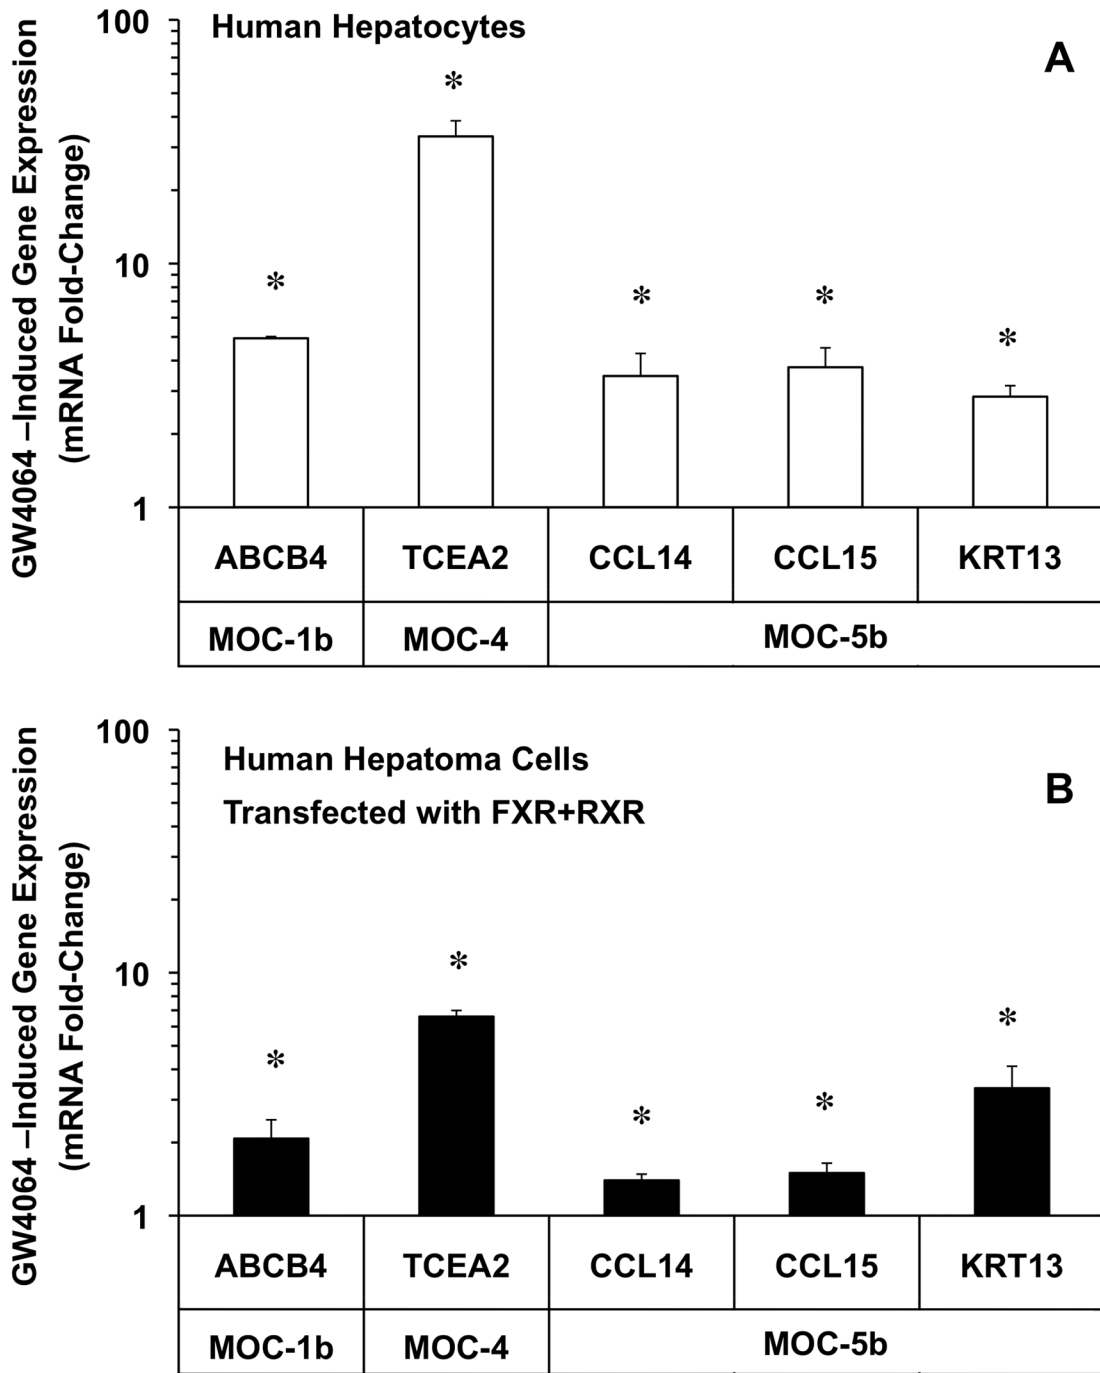 GW4064 –Induced Gene Expression
(mRNA Fold-Change)
100
10
1
Human Hepatocytes
A
*
*
*
*
*
ABCB4 TCEA2 CCL14 CCL15 KRT13
MOC-1b MOC-4 MOC-5b
GW4064 –Induced Gene Expression
(mRNA Fold-Change)
100
10
1
Human Hepatoma Cells
Transfected with FXR+RXR
B
*
*
*
*
*
ABCB4 TCEA2 CCL14 CCL15 KRT13
MOC-1b MOC-4 MOC-5b